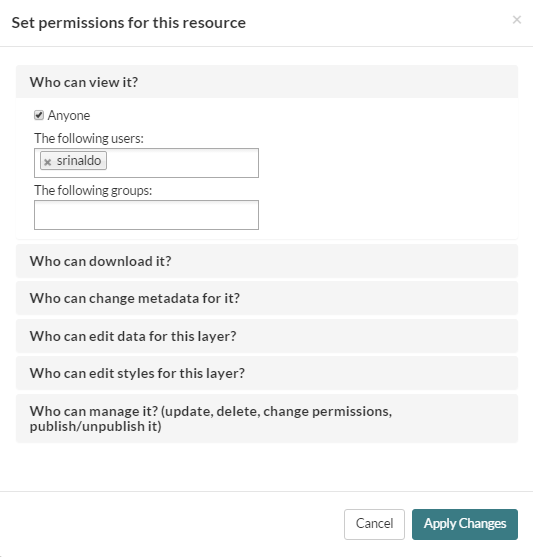 Set permissions for this resource
×
Who can view it?
Anyone
The following users:
× srinaldo
The following groups:
Who can download it?
Who can change metadata for it?
Who can edit data for this layer?
Who can edit styles for this layer?
Who can manage it? (update, delete, change permissions,
publish/unpublish it)
Cancel
Apply Changes